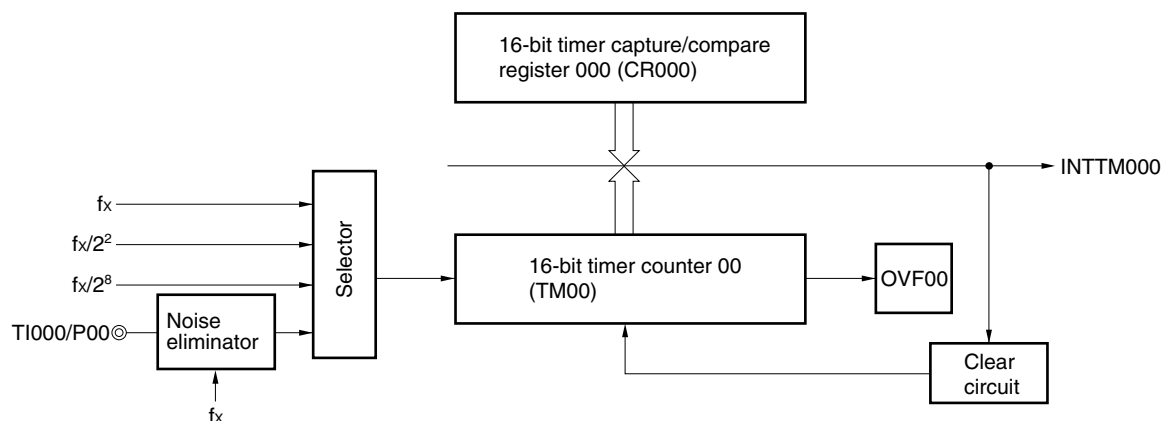 16-bit timer capture/compare
register 000 (CR000)
INTTM000
fx
fx/2²
fx/2⁸
TI000/P00
Noise
eliminator
fx
Selector
16-bit timer counter 00
(TM00)
OVF00
Clear
circuit